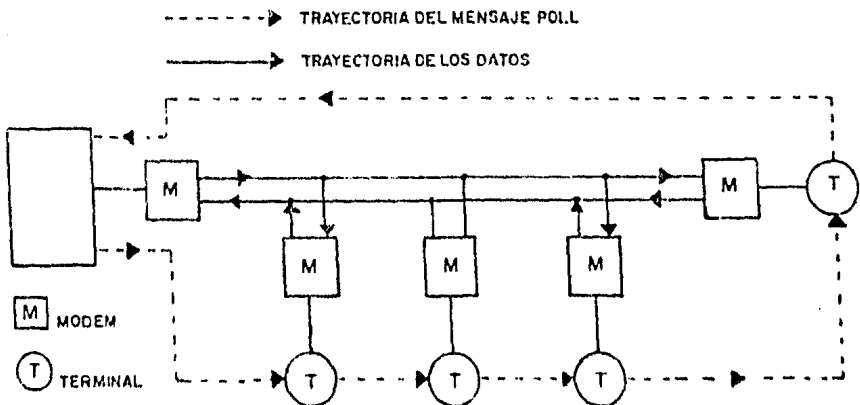 TRAYECTORIA DEL MENSAJE POLL
TRAYECTORIA DE LOS DATOS
M
M
T
M
M
M
M MODEM
T TERMINAL
T
T
T